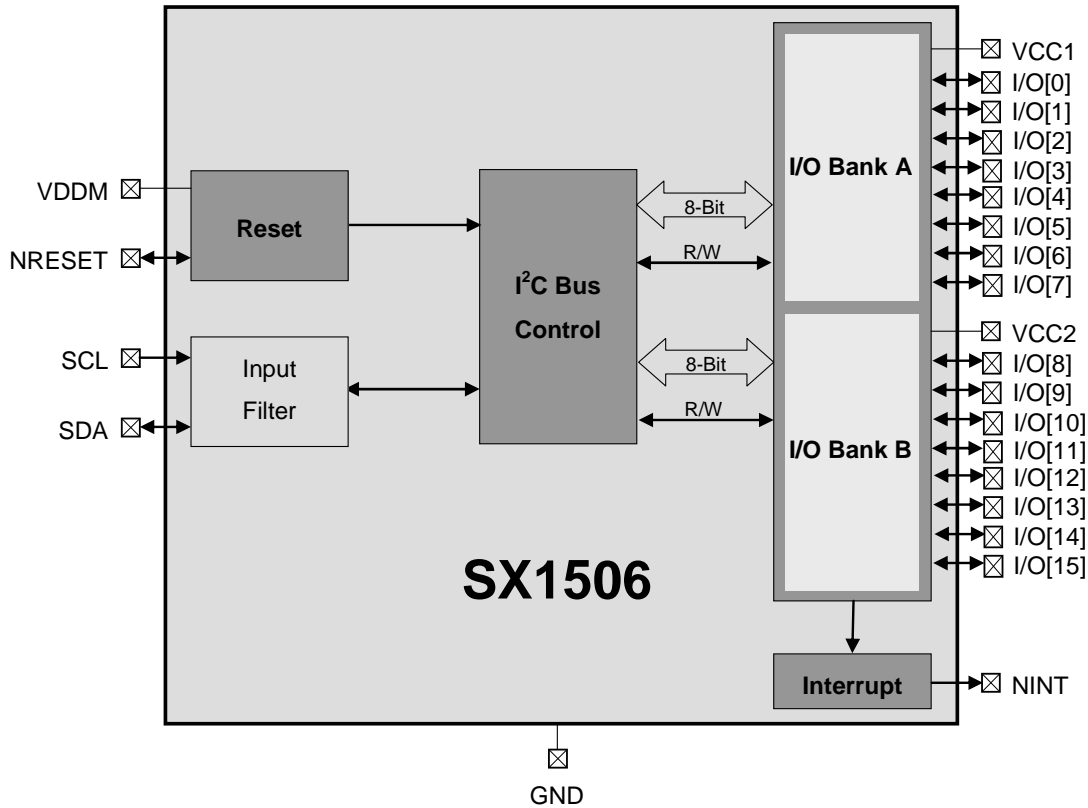 VCC1
I/O[0]
I/O[1]
I/O[2]
I/O[3]
I/O[4]
I/O[5]
I/O[6]
I/O[7]
VCC2
I/O[8]
I/O[9]
I/O[10]
I/O[11]
I/O[12]
I/O[13]
I/O[14]
I/O[15]
NINT
VDDM
NRESET
SCL
SDA
Reset
Input
Filter
I²C Bus
Control
8-Bit
R/W
8-Bit
R/W
I/O Bank A
I/O Bank B
SX1506
Interrupt
GND